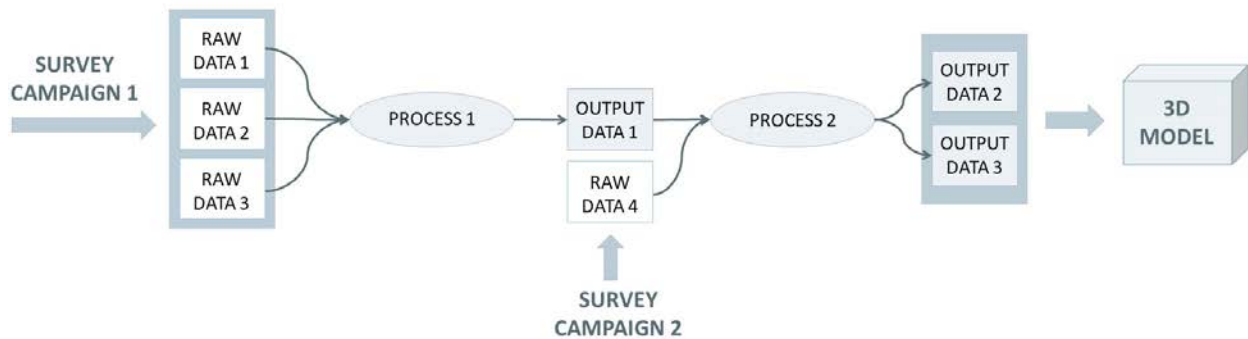 SURVEY
CAMPAIGN 1
RAW
DATA 1
RAW
DATA 2
RAW
DATA 3
PROCESS 1
OUTPUT
DATA 1
RAW
DATA 4
SURVEY
CAMPAIGN 2
PROCESS 2
OUTPUT
DATA 2
OUTPUT
DATA 3
3D
MODEL